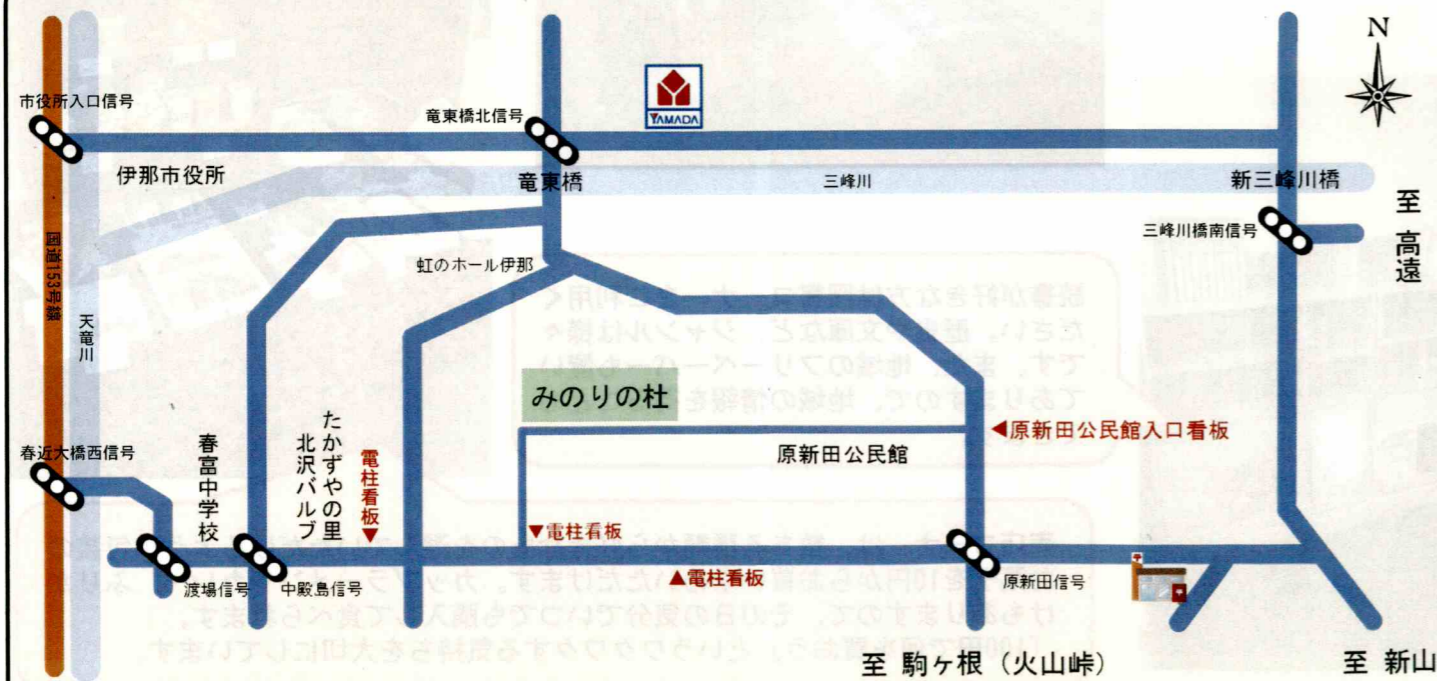 N
市役所入口信号
竜東橋北信号
YAMADA
伊那市役所
竜東橋
三峰川
新三峰川橋
至 高遠
三峰川橋南信号
国道153号線
天竜川
虹のホール伊那
みのりの杜
◀原新田公民館入口看板
原新田公民館
春近大橋西信号
春富中学校
たかずやの里
北沢バルブ
電柱看板▼
▼電柱看板
▲電柱看板
渡場信号
中殿島信号
原新田信号
至 駒ヶ根（火山峠）
至 新山